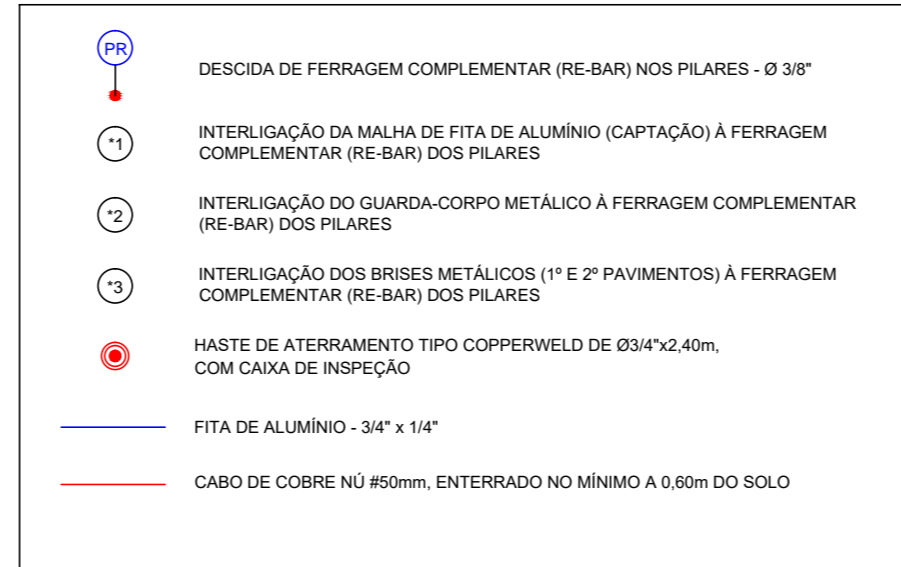 PR
DESCIDA DE FERRAGEM COMPLEMENTAR (RE-BAR) NOS PILARES - Ø 3/8"
*1
INTERLIGAÇÃO DA MALHA DE FITA DE ALUMÍNIO (CAPTAÇÃO) À FERRAGEM
COMPLEMENTAR (RE-BAR) DOS PILARES
*2
INTERLIGAÇÃO DO GUARDA-CORPO METÁLICO À FERRAGEM COMPLEMENTAR
(RE-BAR) DOS PILARES
*3
INTERLIGAÇÃO DOS BRISES METÁLICOS (1º E 2º PAVIMENTOS) À FERRAGEM
COMPLEMENTAR (RE-BAR) DOS PILARES
HASTE DE ATERRAMENTO TIPO COPPERWELD DE Ø3/4"x2,40m,
COM CAIXA DE INSPEÇÃO
FITA DE ALUMÍNIO - 3/4" x 1/4"
CABO DE COBRE NÚ #50mm, ENTERRADO NO MÍNIMO A 0,60m DO SOLO